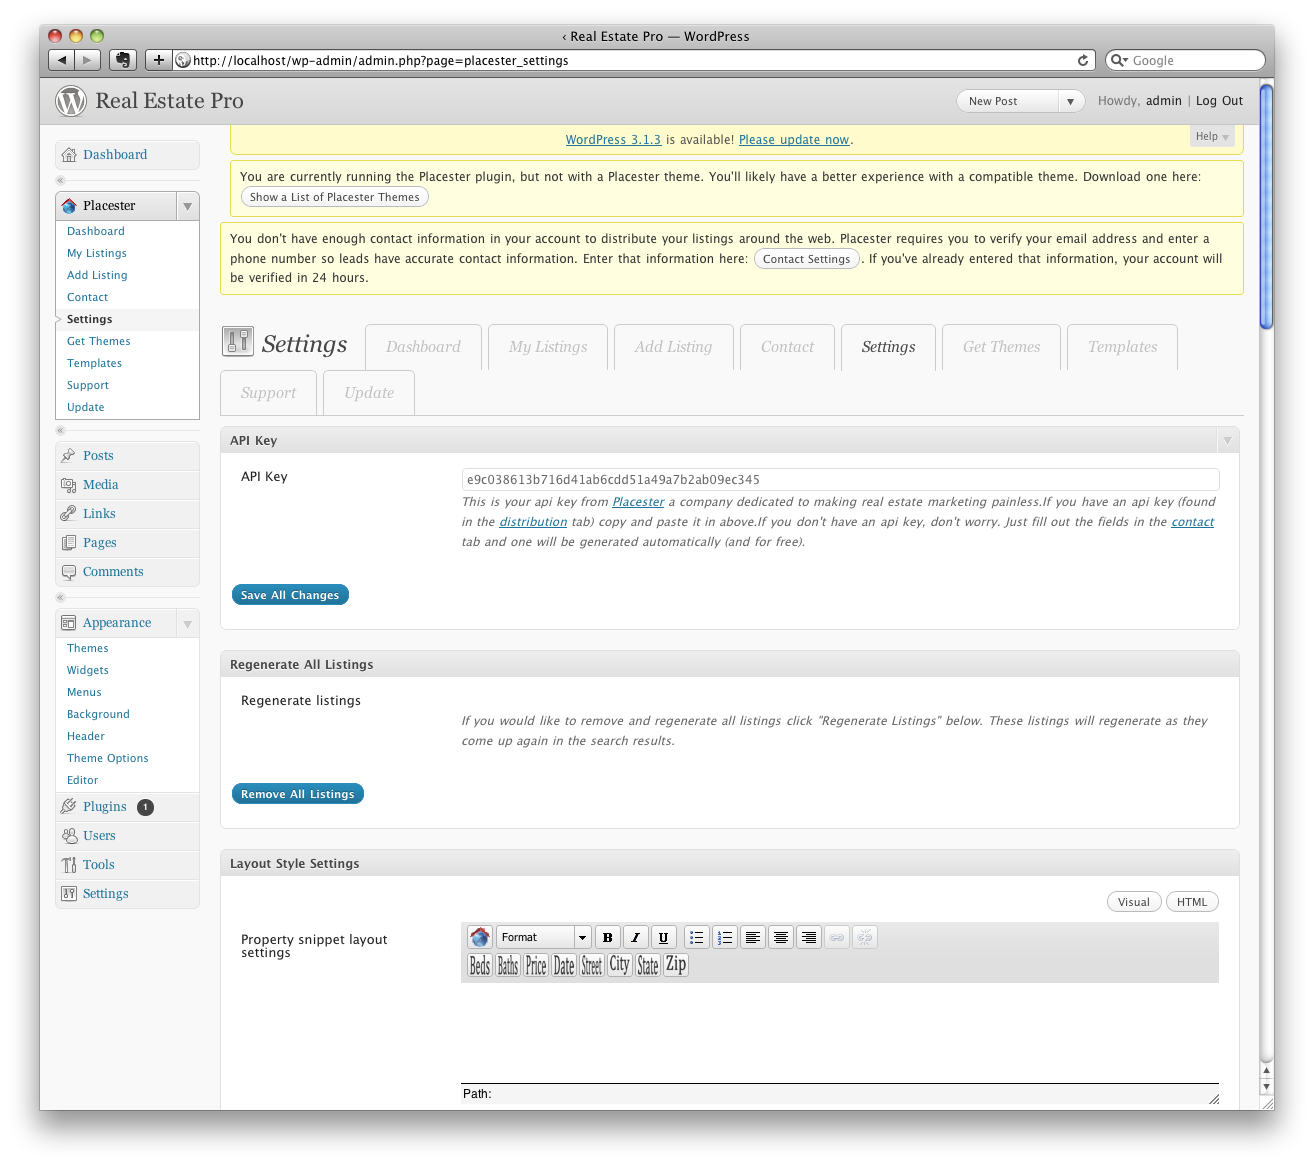 ‹ Real Estate Pro — WordPress
http://localhost/wp-admin/admin.php?page=placester_settings
Google
Real Estate Pro
New Post
Howdy, admin | Log Out
WordPress 3.1.3 is available! Please update now.
Help
You are currently running the Placester plugin, but not with a Placester theme. You'll likely have a better experience with a compatible theme. Download one here:
Show a List of Placester Themes
You don't have enough contact information in your account to distribute your listings around the web. Placester requires you to verify your email address and enter a
phone number so leads have accurate contact information. Enter that information here: Contact Settings . If you've already entered that information, your account will
be verified in 24 hours.
Dashboard
Placester
Dashboard
My Listings
Add Listing
Contact
Settings
Get Themes
Templates
Support
Update
Posts
Media
Links
Pages
Comments
Appearance
Themes
Widgets
Menus
Background
Header
Theme Options
Editor
Plugins 1
Users
Tools
Settings
Settings
Dashboard
My Listings
Add Listing
Contact
Settings
Get Themes
Templates
Support
Update
API Key
API Key
e9c038613b716d41ab6cdd51a49a7b2ab09ec345
This is your api key from Placester a company dedicated to making real estate marketing painless.If you have an api key (found
in the distribution tab) copy and paste it in above.If you don't have an api key, don't worry. Just fill out the fields in the contact
tab and one will be generated automatically (and for free).
Save All Changes
Regenerate All Listings
Regenerate listings
If you would like to remove and regenerate all listings click "Regenerate Listings" below. These listings will regenerate as they
come up again in the search results.
Remove All Listings
Layout Style Settings
Visual
HTML
Property snippet layout
settings
Format
B I U
Beds Baths Price Date Street City State Zip
Path: